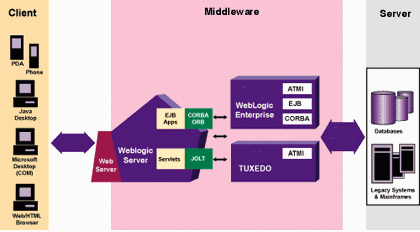 Client
Middleware
Server
PDA
Phone
Java
Desktop
Microsoft
Desktop
(COM)
Web/HTML
Browser
Web
Server
Weblogic
Server
EJB
Apps
CORBA
ORB
Servlets
JOLT
WebLogic
Enterprise
ATMI
EJB
CORBA
TUXEDO
ATMI
Databases
Legacy Systems
& Mainframes